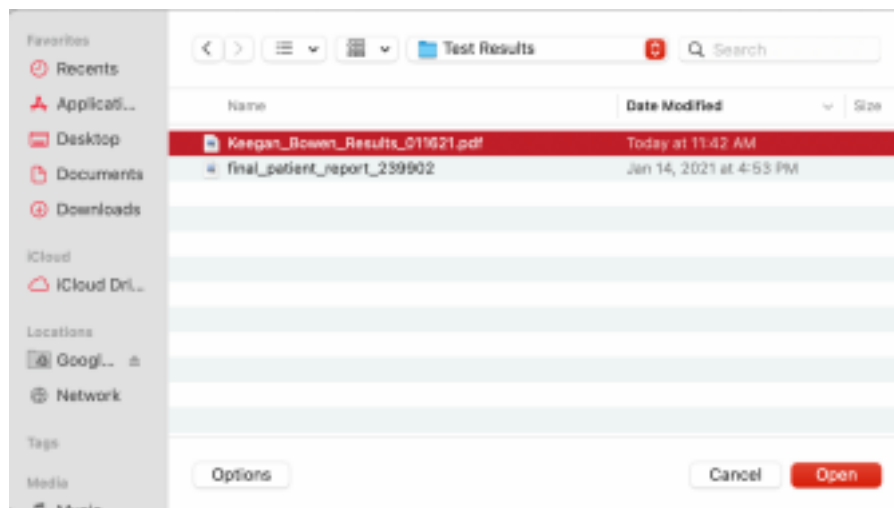 Favorites
Recents
Applicati...
Desktop
Documents
Downloads
iCloud
iCloud Dri...
Locations
Googl...
Network
Tags
Media
Test Results
Search
Name
Date Modified
Size
Keegan_Bowen_Results_011621.pdf
Today at 11:42 AM
final_patient_report_239902
Jan 14, 2021 at 4:53 PM
Options
Cancel
Open